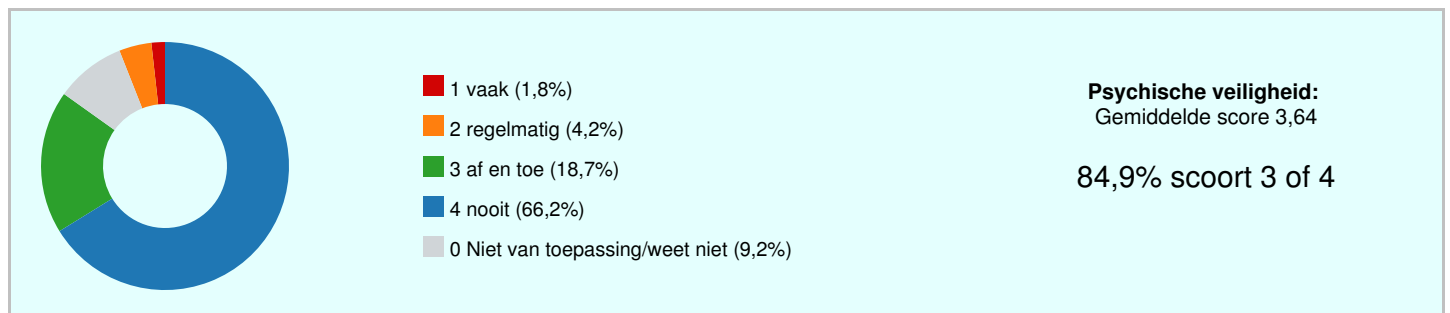 1 vaak (1,8%)
2 regelmatig (4,2%)
3 af en toe (18,7%)
4 nooit (66,2%)
0 Niet van toepassing/weet niet (9,2%)
Psychische veiligheid:
Gemiddelde score 3,64
84,9% scoort 3 of 4